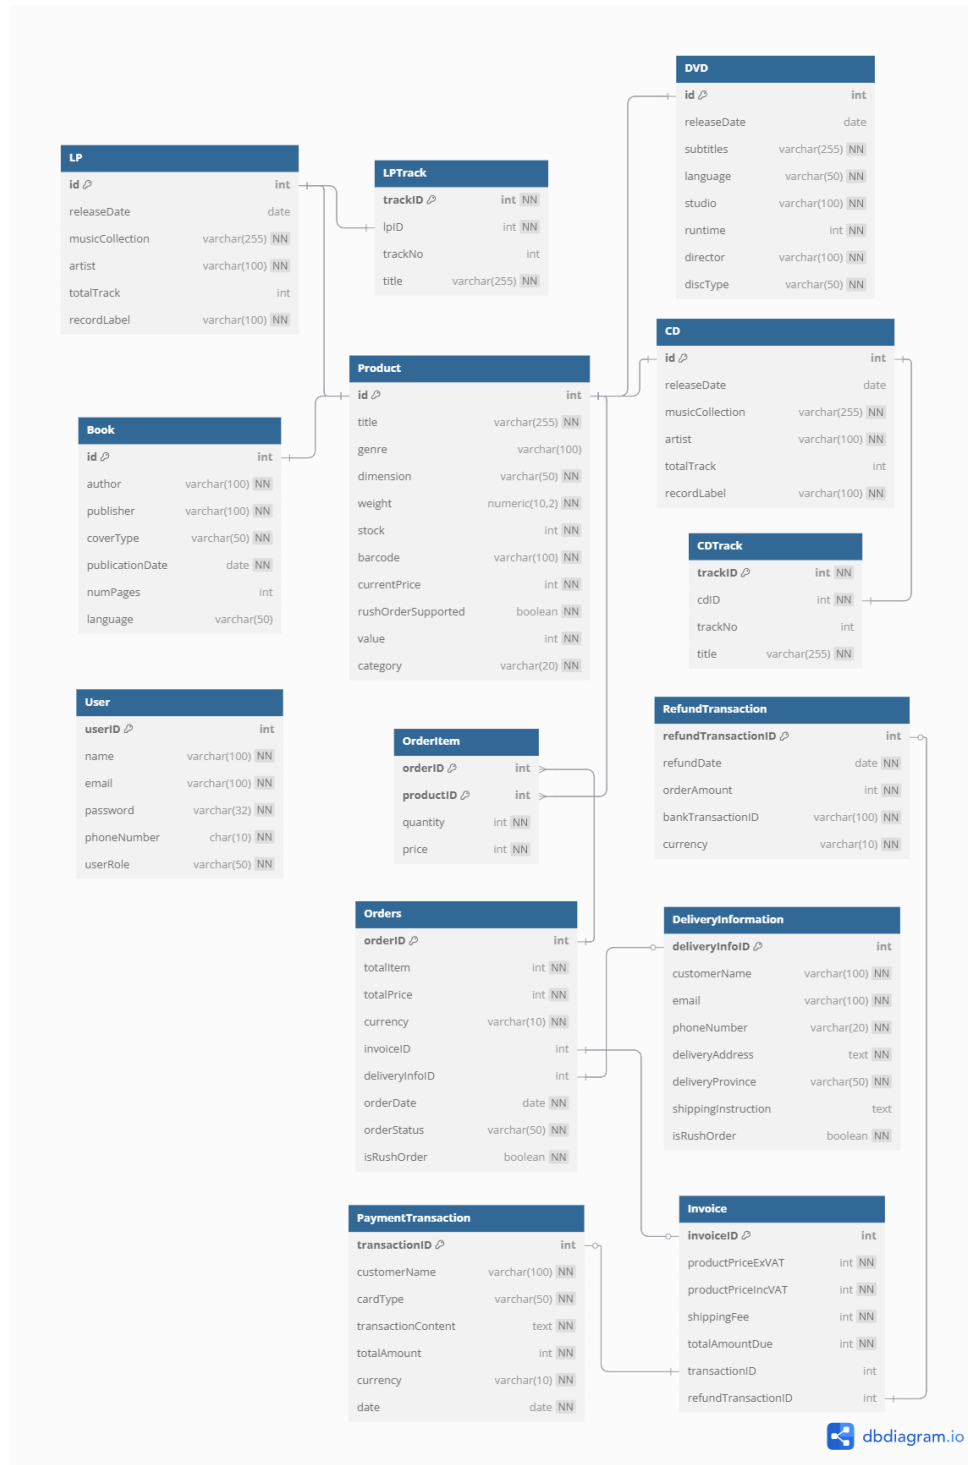 DVD
id int
releaseDate date
subtitles varchar(255) NN
language varchar(50) NN
studio varchar(100) NN
runtime int NN
director varchar(100) NN
discType varchar(50) NN
LP
id int
releaseDate date
musicCollection varchar(255) NN
artist varchar(100) NN
totalTrack int
recordLabel varchar(100) NN
LPTrack
trackID int NN
lpID int NN
trackNo int
title varchar(255) NN
CD
id int
releaseDate date
musicCollection varchar(255) NN
artist varchar(100) NN
totalTrack int
recordLabel varchar(100) NN
Product
id int
title varchar(255) NN
genre varchar(100)
dimension varchar(50) NN
weight numeric(10,2) NN
stock int NN
barcode varchar(100) NN
currentPrice int NN
rushOrderSupported boolean NN
value int NN
category varchar(20) NN
Book
id int
author varchar(100) NN
publisher varchar(100) NN
coverType varchar(50) NN
publicationDate date NN
numPages int
language varchar(50)
CDTrack
trackID int NN
cdID int NN
trackNo int
title varchar(255) NN
User
userID int
name varchar(100) NN
email varchar(100) NN
password varchar(32) NN
phoneNumber char(10) NN
userRole varchar(50) NN
OrderItem
orderID int
productID int
quantity int NN
price int NN
RefundTransaction
refundTransactionID int
refundDate date NN
orderAmount int NN
bankTransactionID varchar(100) NN
currency varchar(10) NN
Orders
orderID int
totalItem int NN
totalPrice int NN
currency varchar(10) NN
invoiceID int
deliveryInfoID int
orderDate date NN
orderStatus varchar(50) NN
isRushOrder boolean NN
DeliveryInformation
deliveryInfoID int
customerName varchar(100) NN
email varchar(100) NN
phoneNumber varchar(20) NN
deliveryAddress text NN
deliveryProvince varchar(50) NN
shippingInstruction text
isRushOrder boolean NN
PaymentTransaction
transactionID int
customerName varchar(100) NN
cardType varchar(50) NN
transactionContent text NN
totalAmount int NN
currency varchar(10) NN
date date NN
Invoice
invoiceID int
productPriceExVAT int NN
productPriceIncVAT int NN
shippingFee int NN
totalAmountDue int NN
transactionID int
refundTransactionID int
dbdiagram.io